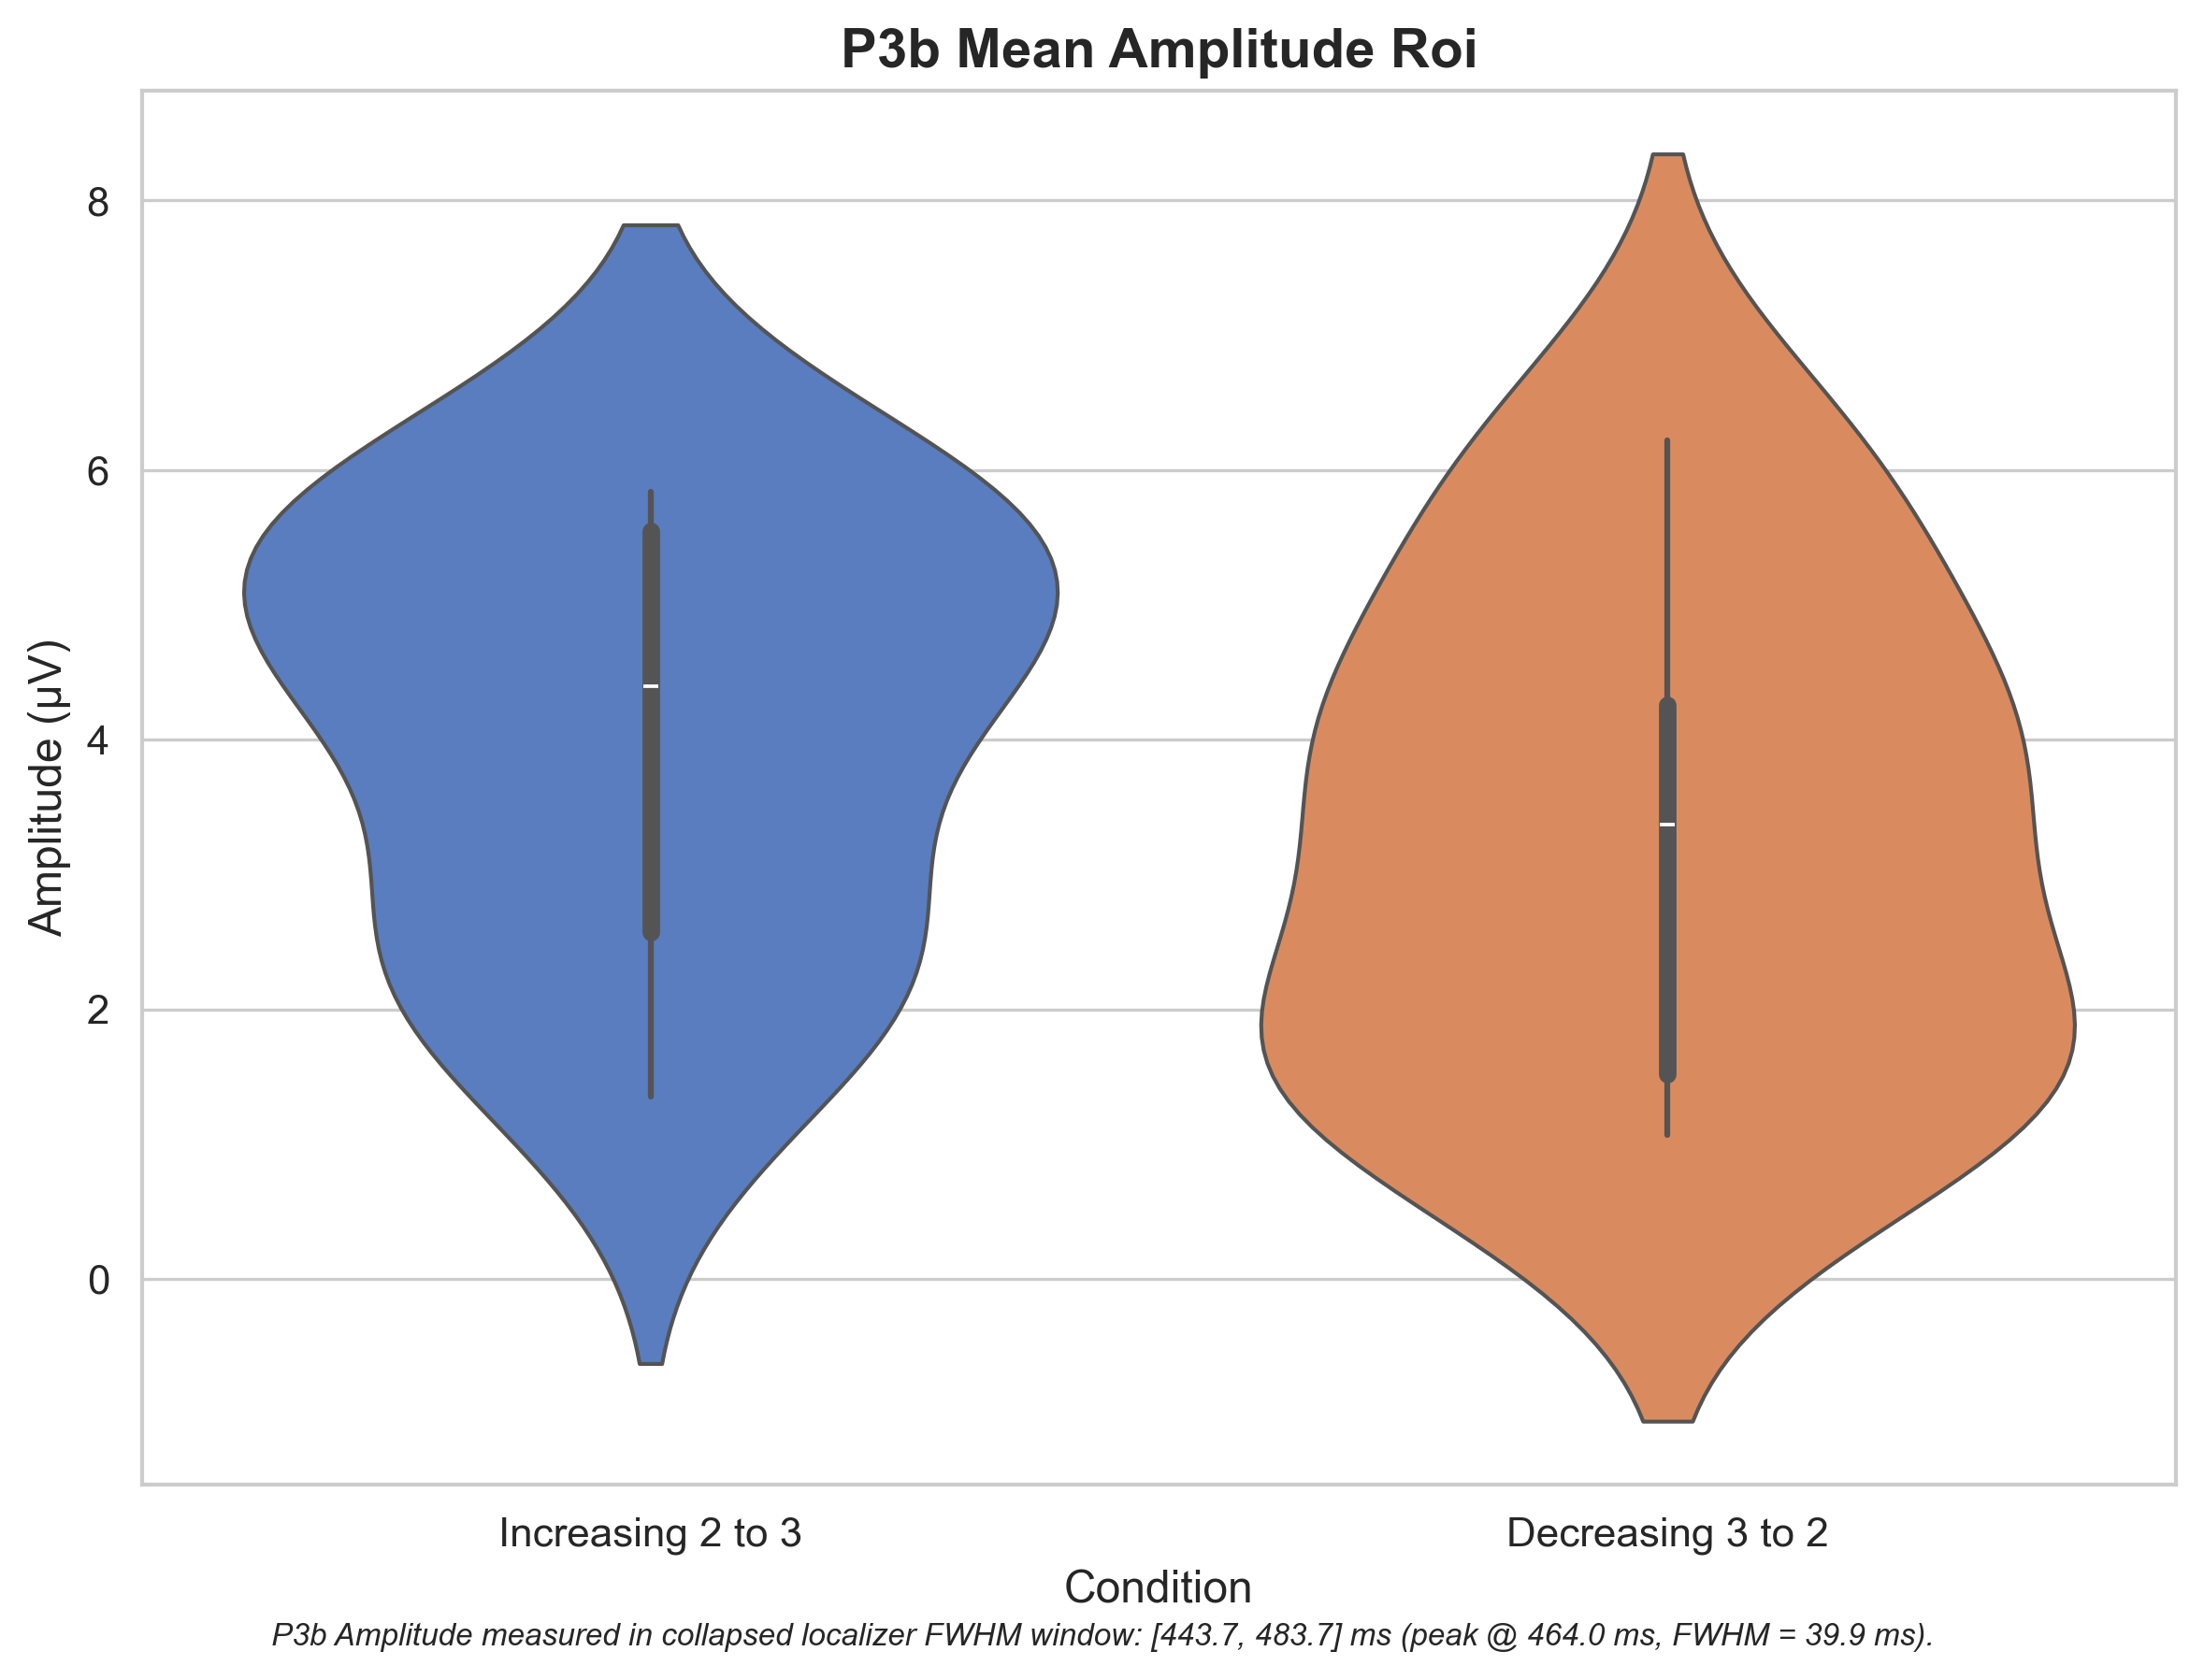 P3b Mean Amplitude Roi
Amplitude (µV)
8
6
4
2
0
Increasing 2 to 3
Decreasing 3 to 2
Condition
P3b Amplitude measured in collapsed localizer FWHM window: [443.7, 483.7] ms (peak @ 464.0 ms, FWHM = 39.9 ms).